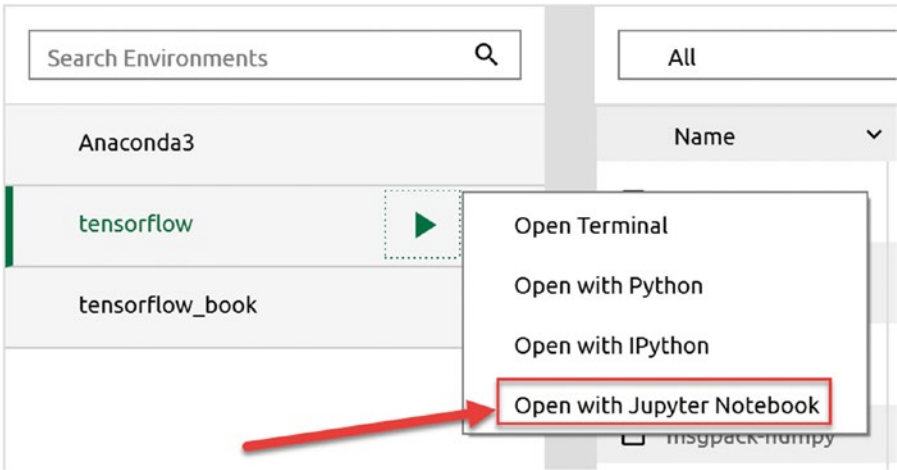 Search Environments
All
Anaconda3
Name
tensorflow
Open Terminal
Open with Python
tensorflow_book
Open with IPython
Open with Jupyter Notebook
msgpack-numpy